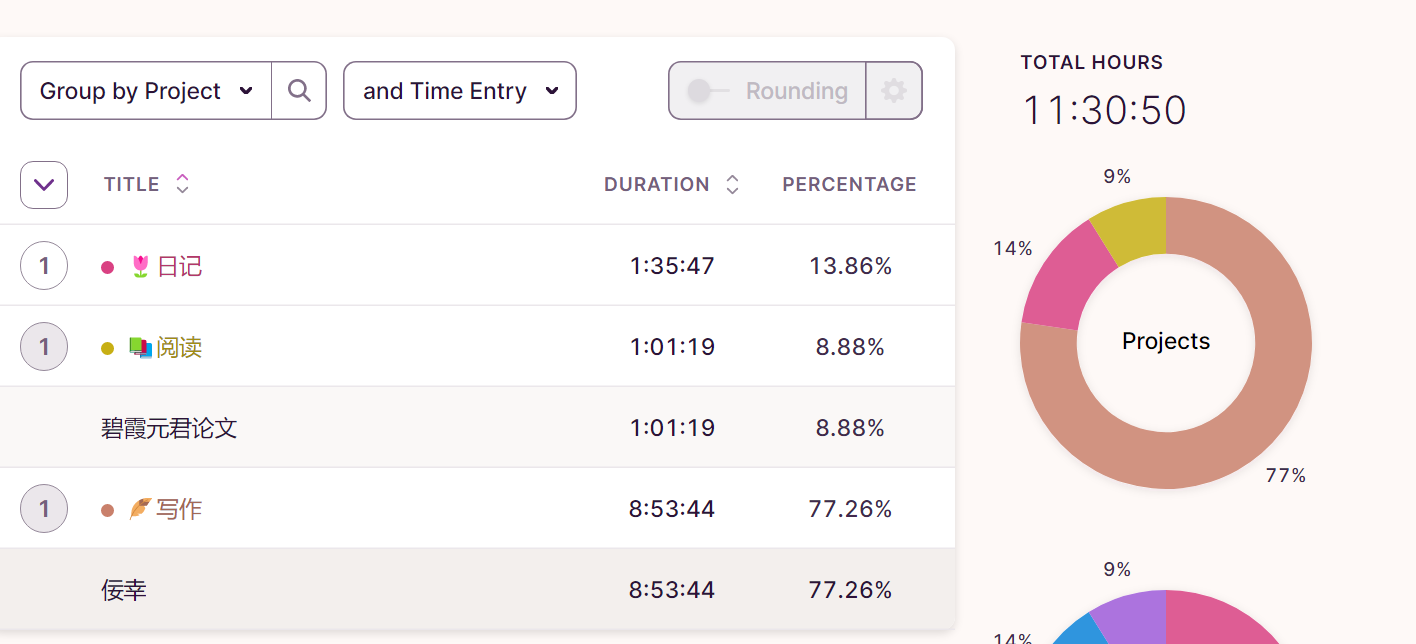 Group by Project
and Time Entry
Rounding
TITLE
DURATION
PERCENTAGE
1
日记
1:35:47
13.86%
1
阅读
1:01:19
8.88%
碧霞元君论文
1:01:19
8.88%
1
写作
8:53:44
77.26%
佞幸
8:53:44
77.26%
TOTAL HOURS
11:30:50
9%
14%
Projects
77%
9%
14%